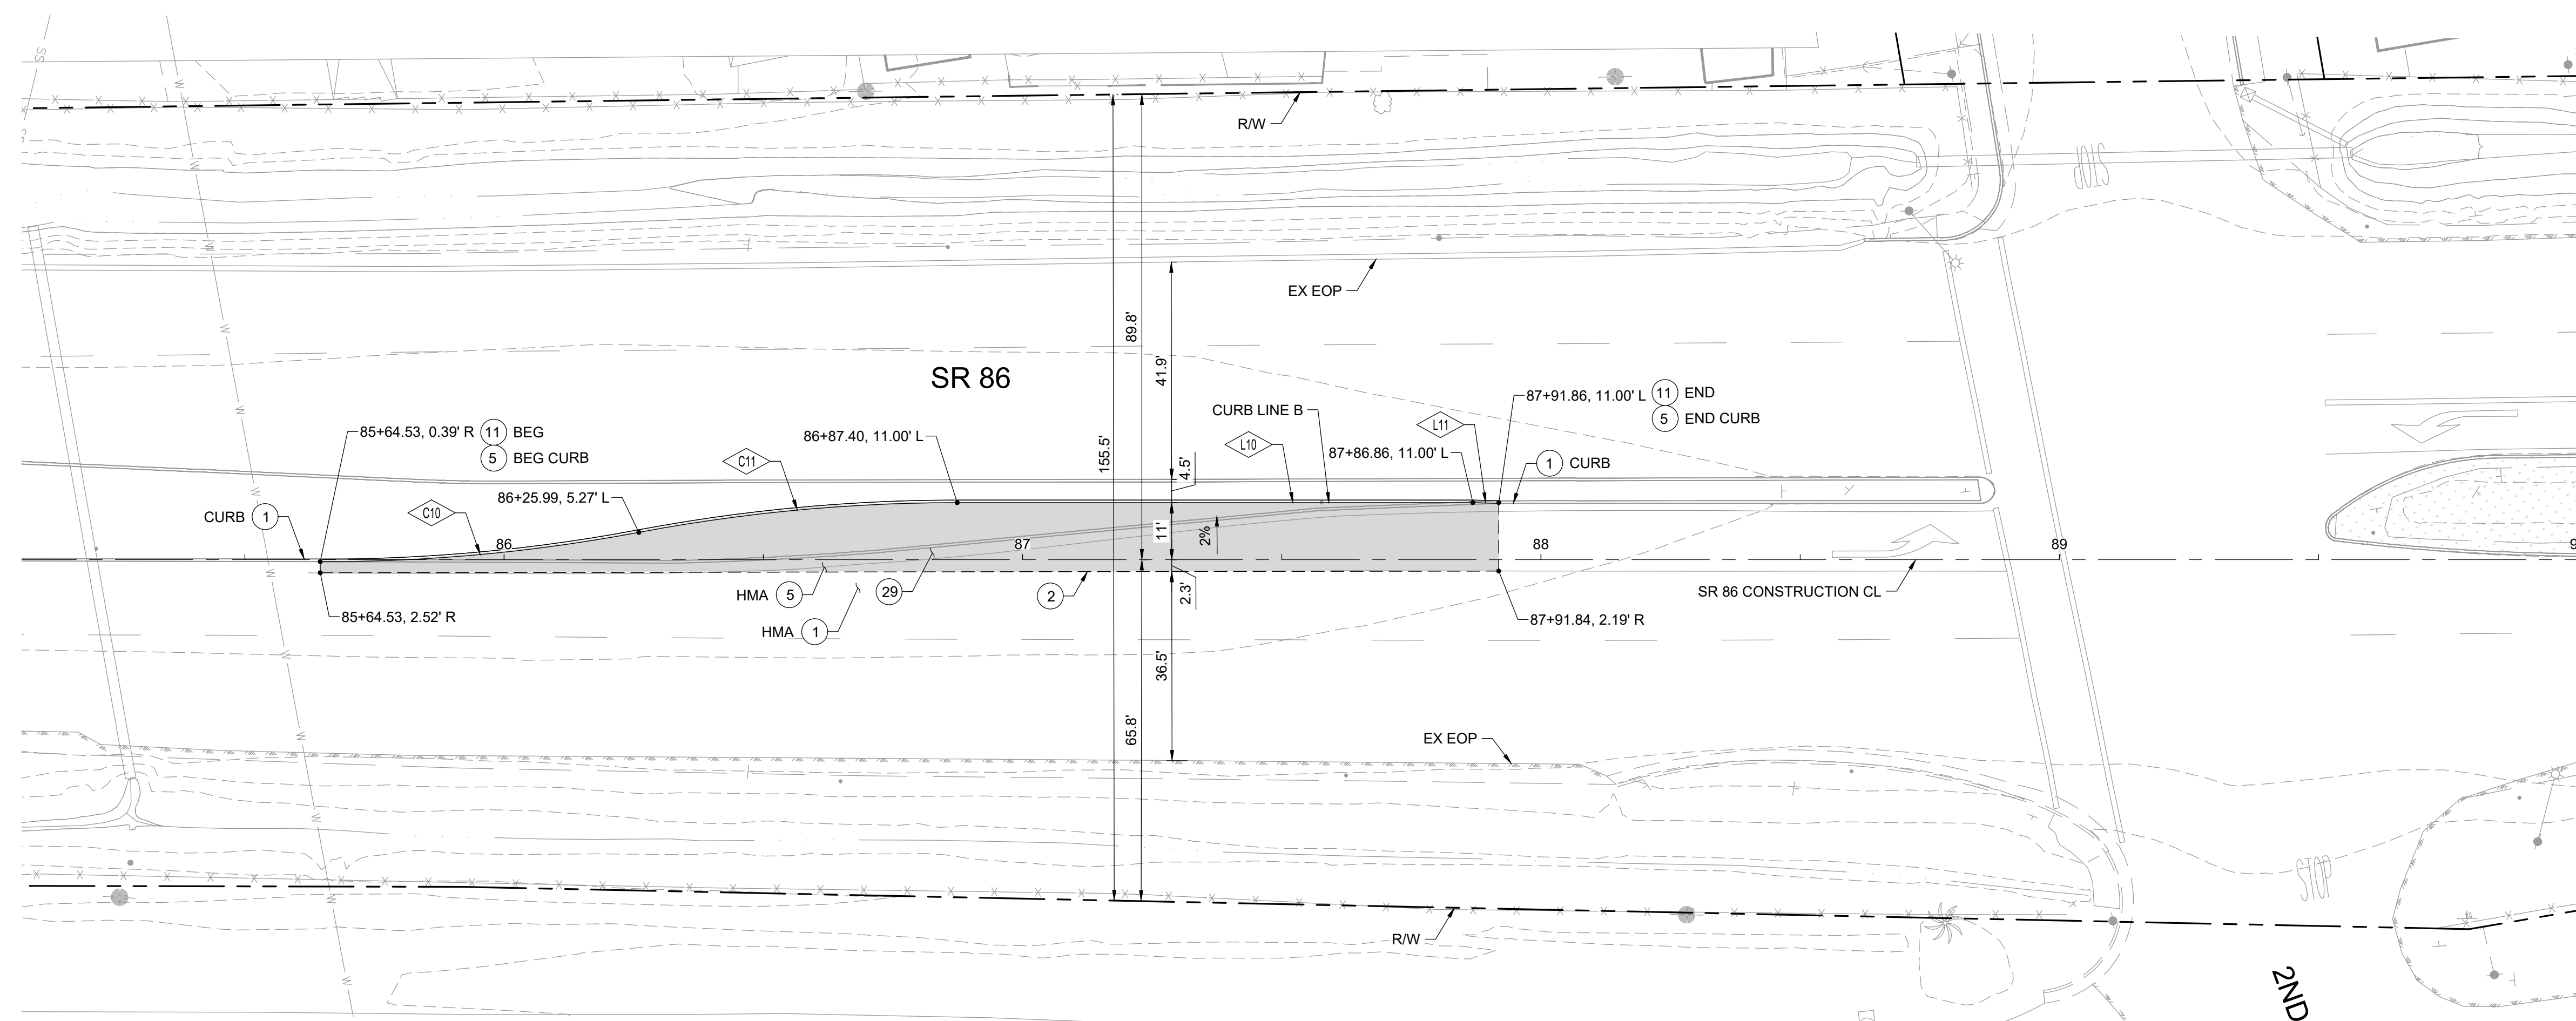 SS
W
R/W
STOP
W
EX EOP
W
89.8'
41.9'
155.5'
SR 86
85+64.53, 0.39' R 11 BEG
5 BEG CURB
86+87.40, 11.00' L
CURB LINE B
L10
L11
87+91.86, 11.00' L 11 END
5 END CURB
87+86.86, 11.00' L
1 CURB
C11
4.5'
86+25.99, 5.27' L
CURB 1
C10
11'
2%
86
87
88
89
9
HMA 5
29
2
2.3'
SR 86 CONSTRUCTION CL
85+64.53, 2.52' R
HMA 1
87+91.84, 2.19' R
36.5'
65.8'
EX EOP
STOP
R/W
2ND